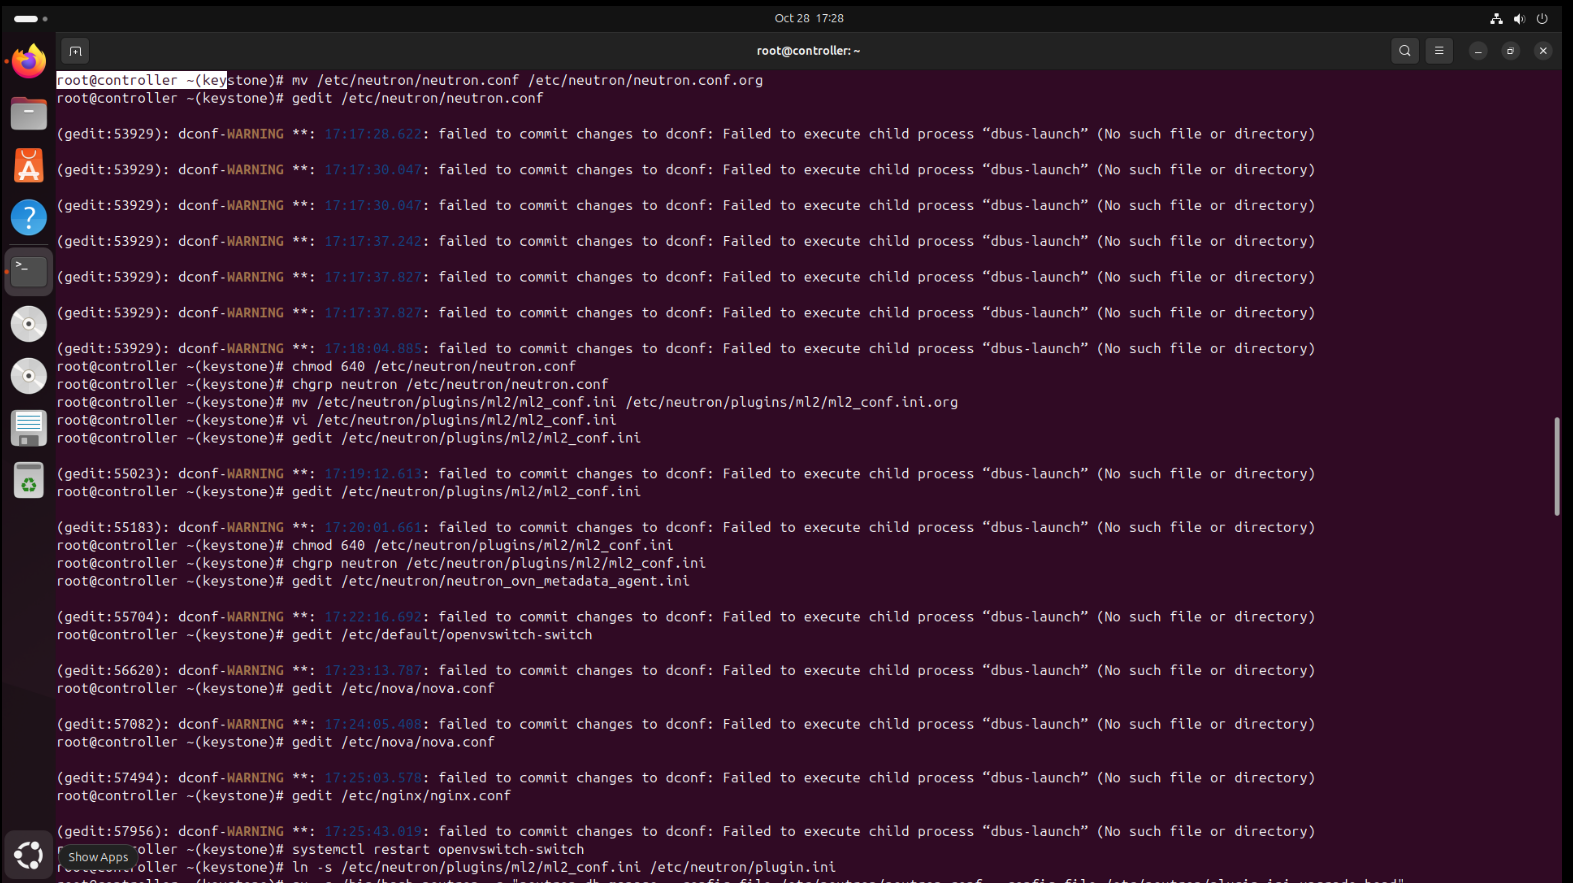 Oct 28 17:28
root@controller: ~
root@controller ~(keystone)# mv /etc/neutron/neutron.conf /etc/neutron/neutron.conf.org
root@controller ~(keystone)# gedit /etc/neutron/neutron.conf
(gedit:53929): dconf-WARNING **: 17:17:28.622: failed to commit changes to dconf: Failed to execute child process “dbus-launch” (No such file or directory)
(gedit:53929): dconf-WARNING **: 17:17:30.047: failed to commit changes to dconf: Failed to execute child process “dbus-launch” (No such file or directory)
(gedit:53929): dconf-WARNING **: 17:17:30.047: failed to commit changes to dconf: Failed to execute child process “dbus-launch” (No such file or directory)
(gedit:53929): dconf-WARNING **: 17:17:37.242: failed to commit changes to dconf: Failed to execute child process “dbus-launch” (No such file or directory)
(gedit:53929): dconf-WARNING **: 17:17:37.827: failed to commit changes to dconf: Failed to execute child process “dbus-launch” (No such file or directory)
(gedit:53929): dconf-WARNING **: 17:17:37.827: failed to commit changes to dconf: Failed to execute child process “dbus-launch” (No such file or directory)
(gedit:53929): dconf-WARNING **: 17:18:04.885: failed to commit changes to dconf: Failed to execute child process “dbus-launch” (No such file or directory)
root@controller ~(keystone)# chmod 640 /etc/neutron/neutron.conf
root@controller ~(keystone)# chgrp neutron /etc/neutron/neutron.conf
root@controller ~(keystone)# mv /etc/neutron/plugins/ml2/ml2_conf.ini /etc/neutron/plugins/ml2/ml2_conf.ini.org
root@controller ~(keystone)# vi /etc/neutron/plugins/ml2/ml2_conf.ini
root@controller ~(keystone)# gedit /etc/neutron/plugins/ml2/ml2_conf.ini
(gedit:55023): dconf-WARNING **: 17:19:12.613: failed to commit changes to dconf: Failed to execute child process “dbus-launch” (No such file or directory)
root@controller ~(keystone)# gedit /etc/neutron/plugins/ml2/ml2_conf.ini
(gedit:55183): dconf-WARNING **: 17:20:01.661: failed to commit changes to dconf: Failed to execute child process “dbus-launch” (No such file or directory)
root@controller ~(keystone)# chmod 640 /etc/neutron/plugins/ml2/ml2_conf.ini
root@controller ~(keystone)# chgrp neutron /etc/neutron/plugins/ml2/ml2_conf.ini
root@controller ~(keystone)# gedit /etc/neutron/neutron_ovn_metadata_agent.ini
(gedit:55704): dconf-WARNING **: 17:22:16.692: failed to commit changes to dconf: Failed to execute child process “dbus-launch” (No such file or directory)
root@controller ~(keystone)# gedit /etc/default/openvswitch-switch
(gedit:56620): dconf-WARNING **: 17:23:13.787: failed to commit changes to dconf: Failed to execute child process “dbus-launch” (No such file or directory)
root@controller ~(keystone)# gedit /etc/nova/nova.conf
(gedit:57082): dconf-WARNING **: 17:24:05.408: failed to commit changes to dconf: Failed to execute child process “dbus-launch” (No such file or directory)
root@controller ~(keystone)# gedit /etc/nova/nova.conf
(gedit:57494): dconf-WARNING **: 17:25:03.578: failed to commit changes to dconf: Failed to execute child process “dbus-launch” (No such file or directory)
root@controller ~(keystone)# gedit /etc/nginx/nginx.conf
(gedit:57956): dconf-WARNING **: 17:25:43.019: failed to commit changes to dconf: Failed to execute child process “dbus-launch” (No such file or directory)
(keystone)# systemctl restart openvswitch-switch
Show Apps
(keystone)# ln -s /etc/neutron/plugins/ml2/ml2_conf.ini /etc/neutron/plugin.ini